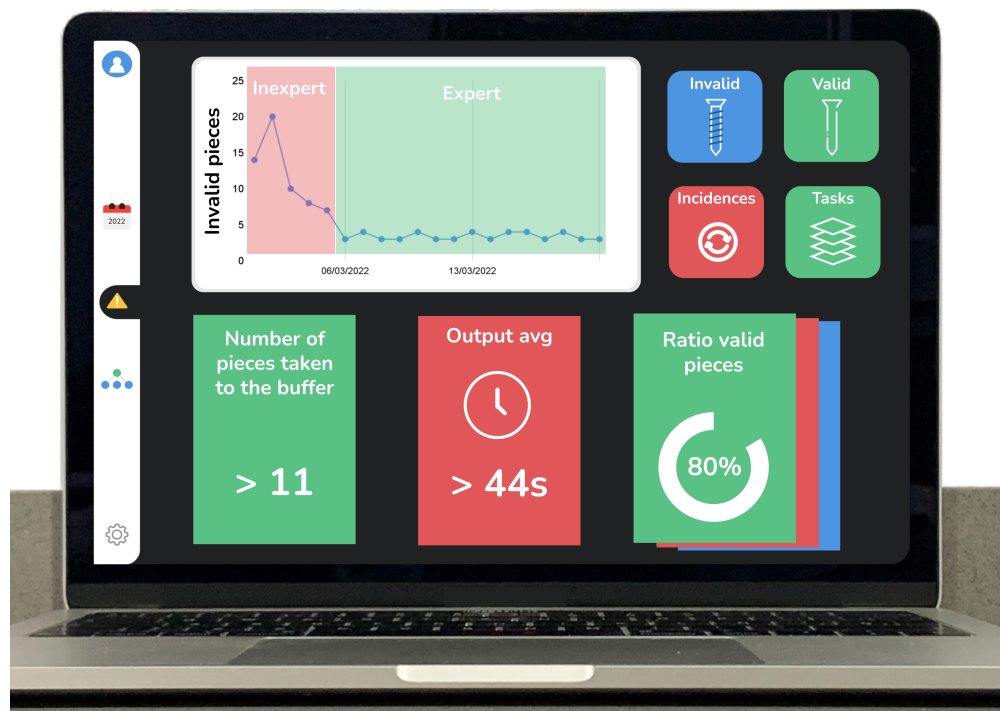 2022
Invalid pieces
25
20
15
10
5
0
Inexpert
Expert
06/03/2022
13/03/2022
Invalid
Valid
Incidences
Tasks
Number of
pieces taken
to the buffer
> 11
Output avg
> 44s
Ratio valid
pieces
80%